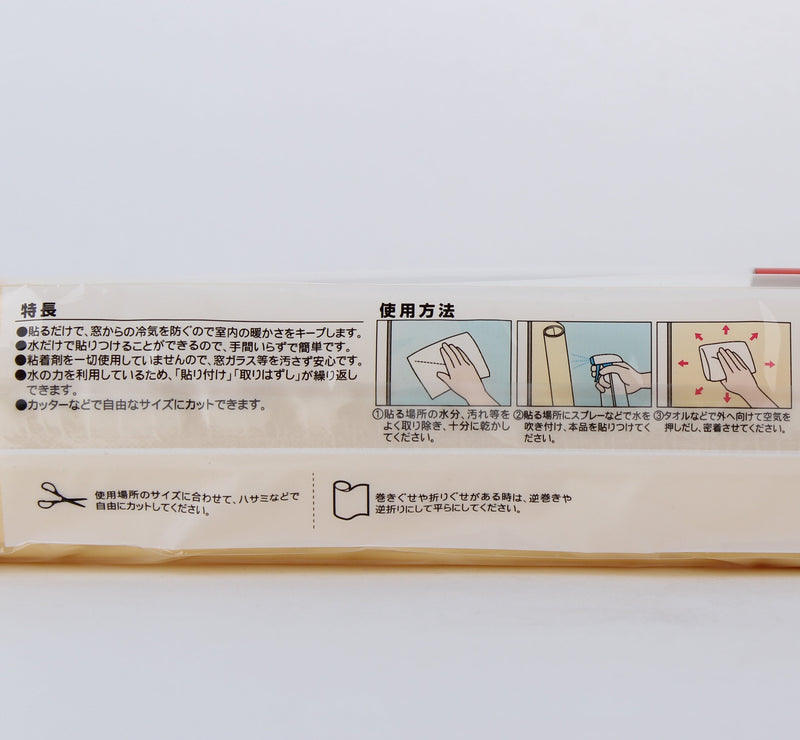 特長
●貼るだけで、窓からの冷気を防ぐので室内の暖かさをキープします。
●水だけで貼りつけることができるので、手間いらずで簡単です。
●粘着剤を一切使用していませんので、窓ガラス等を汚さず安心です。
●水の力を利用しているため、「貼り付け」「取りはずし」が繰り返し
できます。
●カッターなどで自由なサイズにカットできます。
使用方法
①貼る場所の水分、汚れ等を
よく取り除き、十分に乾かし
てください。
②貼る場所にスプレーなどで水を
吹き付け、本品を貼りつけてく
ださい。
③タオルなどで外へ向けて空気を
押しだし、密着させてください。
使用場所のサイズに合わせて、ハサミなどで
自由にカットしてください。
巻きぐせや折りぐせがある時は、逆巻きや
逆折りにして平らにしてください。